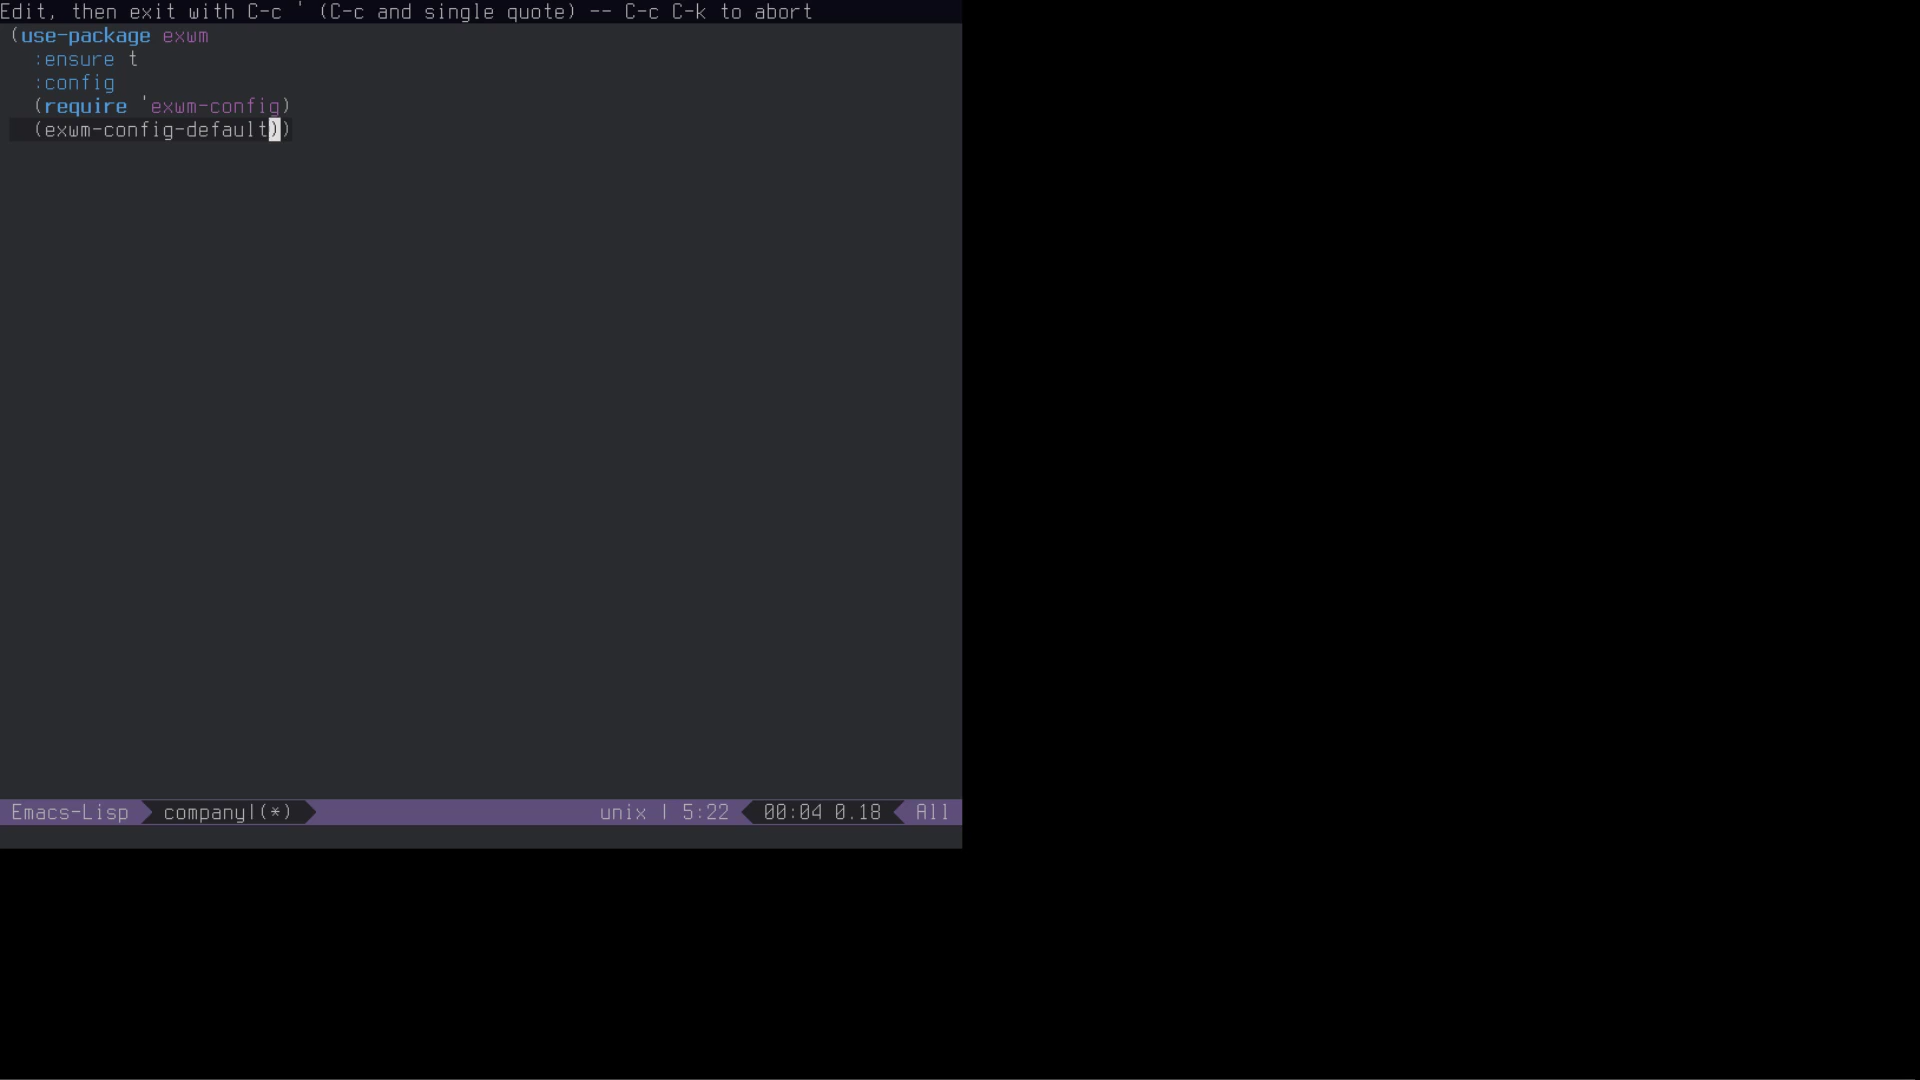 Edit, then exit with C-c ' (C-c and single quote) -- C-c C-k to abort
(use-package exwm
  :ensure t
  :config
  (require 'exwm-config)
  (exwm-config-default))
Emacs-Lisp company|(*) unix | 5:22 00:04 0.18 All